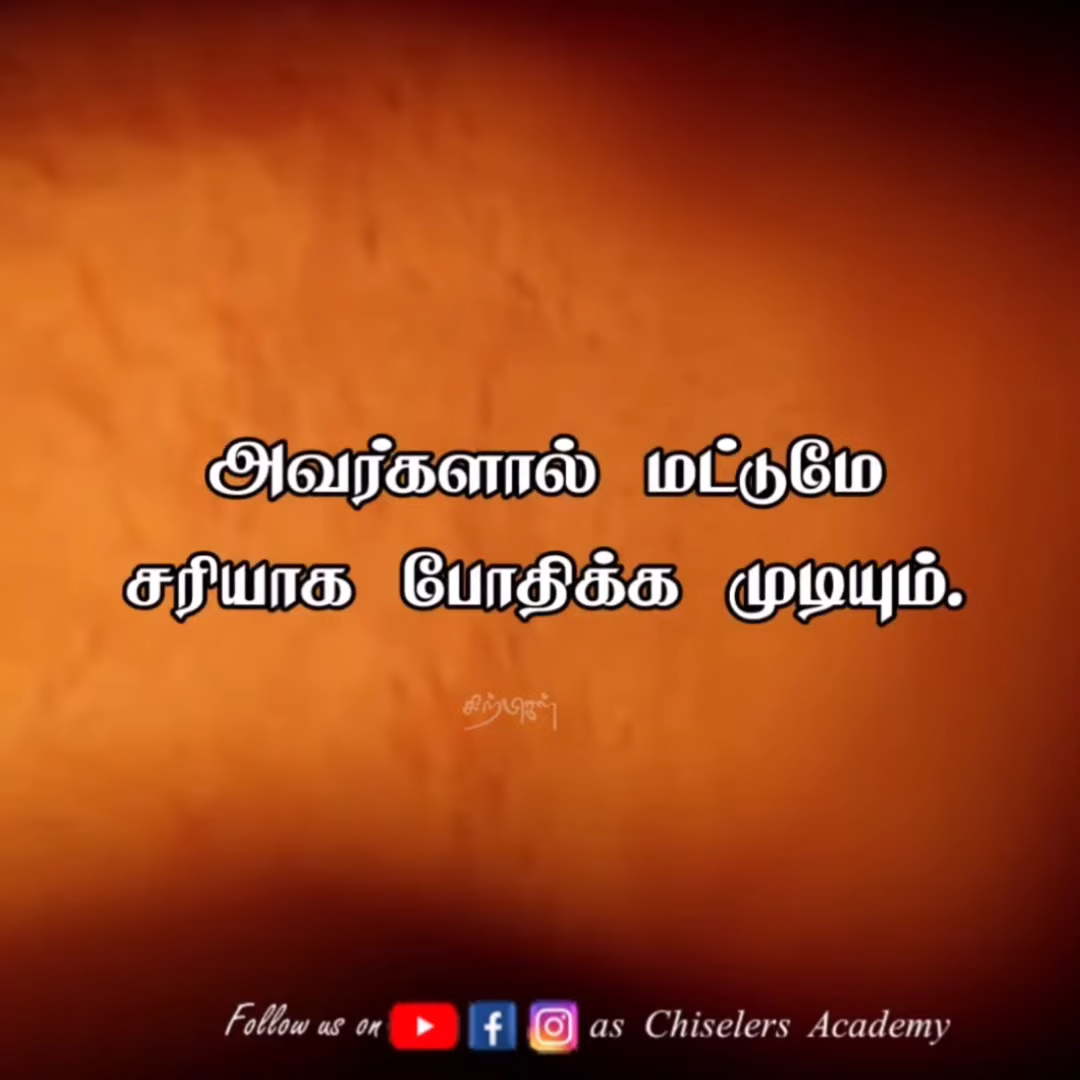 அவர்களால் மட்டுமே
சரியாக போதிக்க முடியும்.
Follow us on as Chiselers Academy